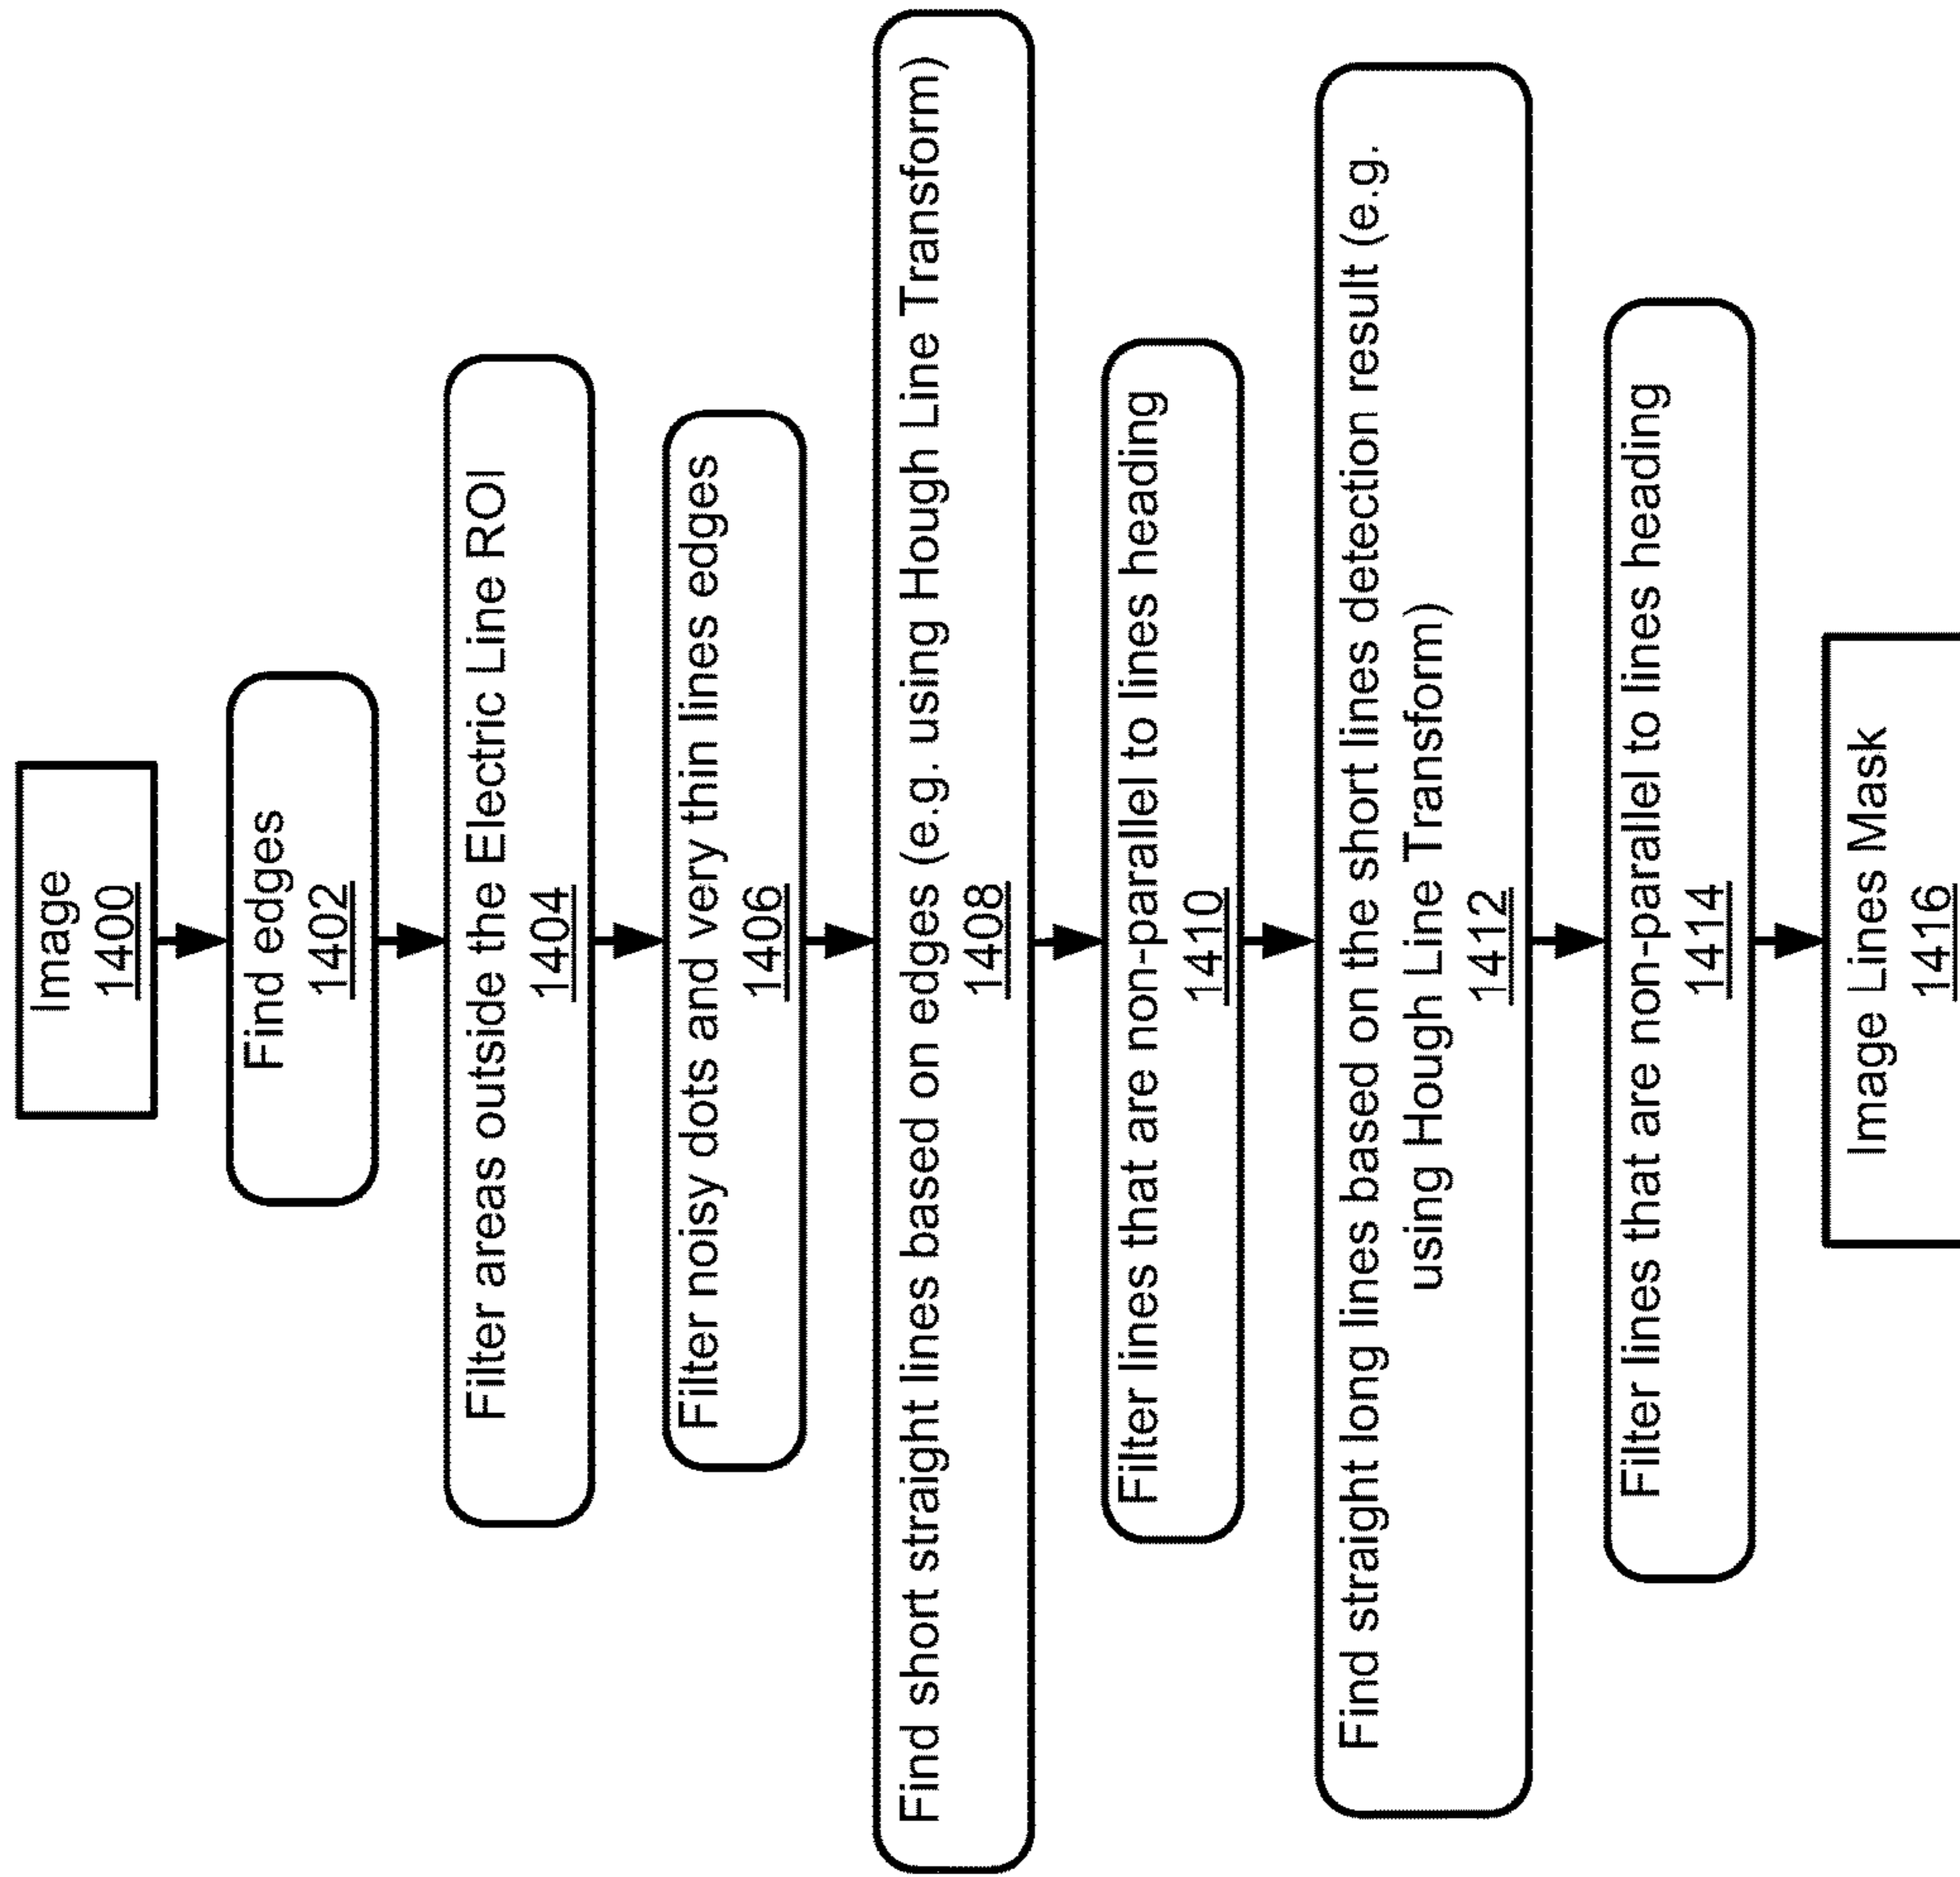 Image
1400
Find edges
1402
Filter areas outside the Electric Line ROI
1404
Filter noisy dots and very thin lines edges
1406
Find short straight lines based on edges (e.g. using Hough Line Transform)
1408
Filter lines that are non-parallel to lines heading
1410
Find straight long lines based on the short lines detection result (e.g.
using Hough Line Transform)
1412
Filter lines that are non-parallel to lines heading
1414
Image Lines Mask
1416